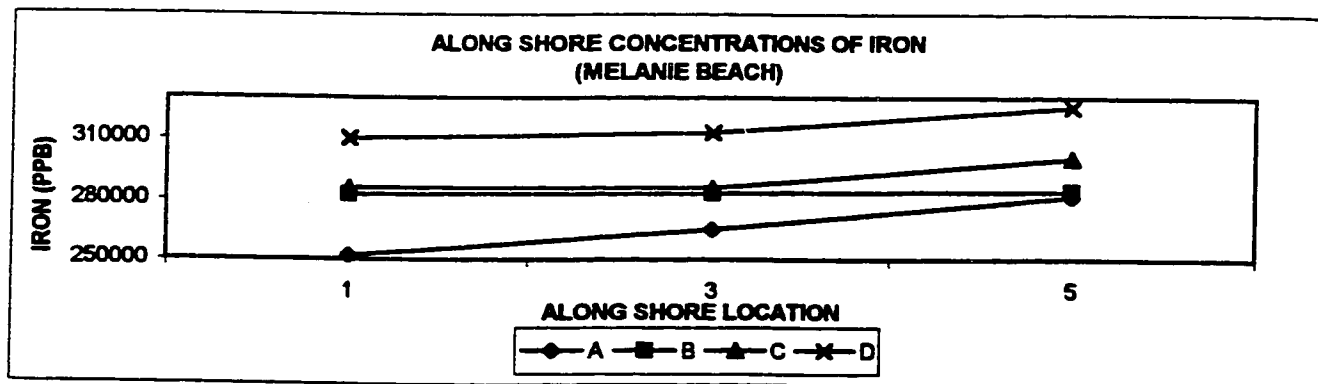 ALONG SHORE CONCENTRATIONS OF IRON
(MELANIE BEACH)
IRON (PPB)
310000
280000
250000
1 3 5
ALONG SHORE LOCATION
A B C D